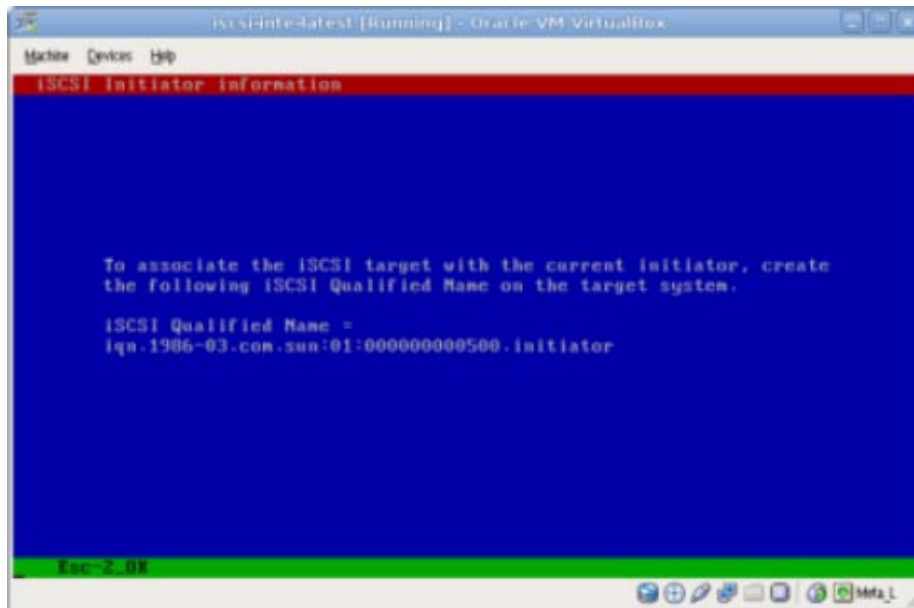 iscsi-inte-latest [Running] - Oracle VM VirtualBox
Machine Devices Help
iSCSI Initiator information
To associate the iSCSI target with the current initiator, create
the following iSCSI Qualified Name on the target system.
iSCSI Qualified Name =
iqn.1986-03.com.sun:01:000000000500.initiator
Esc-2_OK
Meta_L